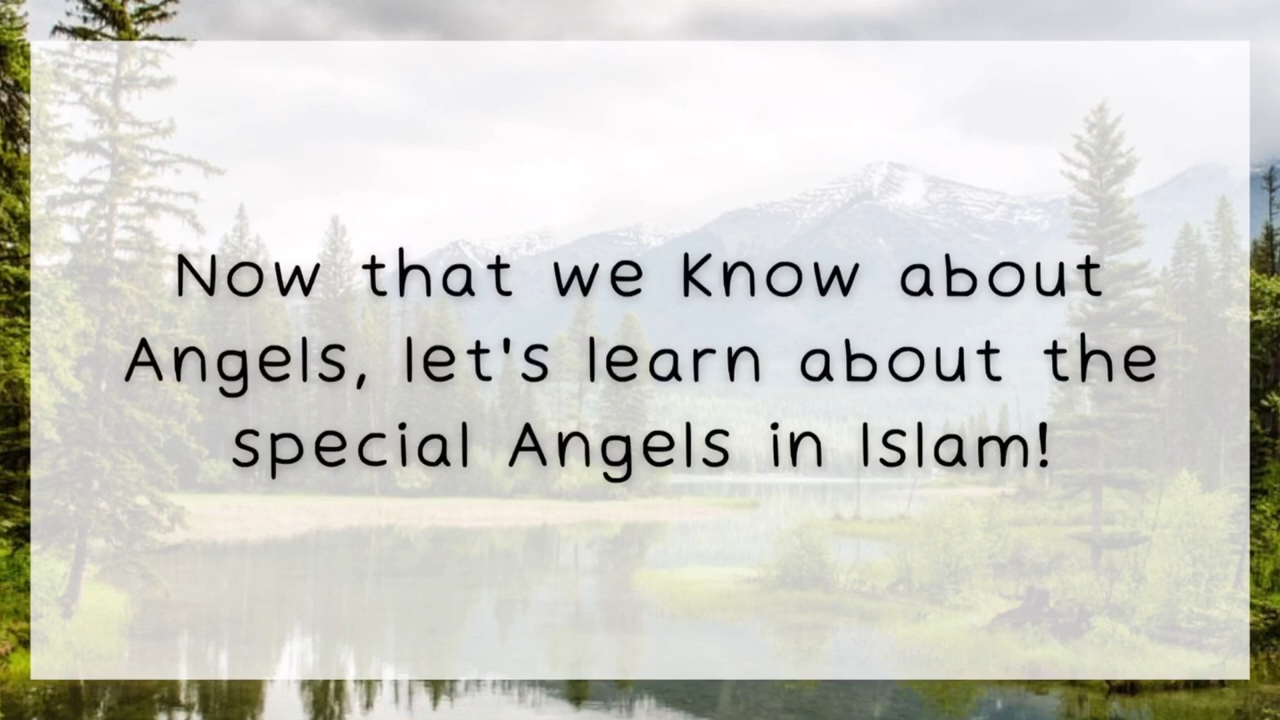 Now that we Know about
Angels, let's learn about the
special Angels in Islam!